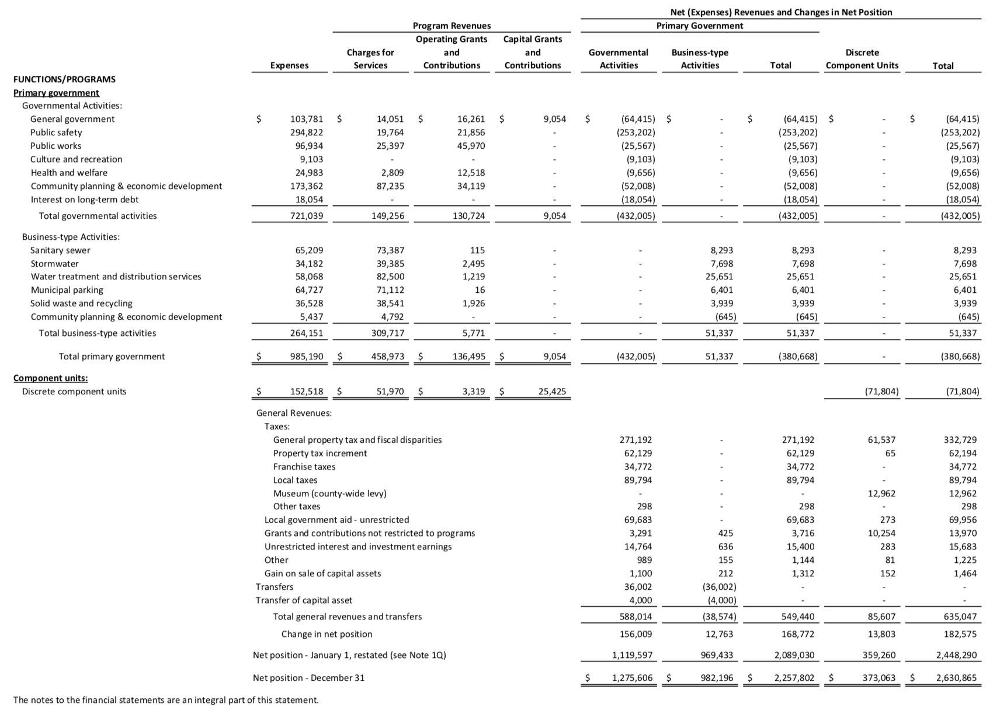 Net (Expenses) Revenues and Changes in Net Position
Program Revenues Primary Government
Operating Grants Capital Grants
Charges for and and Governmental Business-type Discrete
Expenses Services Contributions Contributions Activities Activities Total Component Units Total
FUNCTIONS/PROGRAMS
Primary government
Governmental Activities:
General government $ 103,781 $ 14,051 $ 16,261 $ 9,054 $ (64,415) $ - $ (64,415) $ - $ (64,415)
Public safety 294,822 19,764 21,856 - (253,202) - (253,202) - (253,202)
Public works 96,934 25,397 45,970 - (25,567) - (25,567) - (25,567)
Culture and recreation 9,103 - - - (9,103) - (9,103) - (9,103)
Health and welfare 24,983 2,809 12,518 - (9,656) - (9,656) - (9,656)
Community planning & economic development 173,362 87,235 34,119 - (52,008) - (52,008) - (52,008)
Interest on long-term debt 18,054 - - - (18,054) - (18,054) - (18,054)
Total governmental activities 721,039 149,256 130,724 9,054 (432,005) - (432,005) - (432,005)
Business-type Activities:
Sanitary sewer 65,209 73,387 115 - - 8,293 8,293 - 8,293
Stormwater 34,182 39,385 2,495 - - 7,698 7,698 - 7,698
Water treatment and distribution services 58,068 82,500 1,219 - - 25,651 25,651 - 25,651
Municipal parking 64,727 71,112 16 - - 6,401 6,401 - 6,401
Solid waste and recycling 36,528 38,541 1,926 - - 3,939 3,939 - 3,939
Community planning & economic development 5,437 4,792 - - - (645) (645) - (645)
Total business-type activities 264,151 309,717 5,771 - - 51,337 51,337 - 51,337
Total primary government $ 985,190 $ 458,973 $ 136,495 $ 9,054 (432,005) 51,337 (380,668) - (380,668)
Component units:
Discrete component units $ 152,518 $ 51,970 $ 3,319 $ 25,425 (71,804) (71,804)
General Revenues:
Taxes:
General property tax and fiscal disparities 271,192 - 271,192 61,537 332,729
Property tax increment 62,129 - 62,129 65 62,194
Franchise taxes 34,772 - 34,772 - 34,772
Local taxes 89,794 - 89,794 - 89,794
Museum (county-wide levy) - - - 12,962 12,962
Other taxes 298 - 298 - 298
Local government aid - unrestricted 69,683 - 69,683 273 69,956
Grants and contributions not restricted to programs 3,291 425 3,716 10,254 13,970
Unrestricted interest and investment earnings 14,764 636 15,400 283 15,683
Other 989 155 1,144 81 1,225
Gain on sale of capital assets 1,100 212 1,312 152 1,464
Transfers 36,002 (36,002) - - -
Transfer of capital asset 4,000 (4,000) - - -
Total general revenues and transfers 588,014 (38,574) 549,440 85,607 635,047
Change in net position 156,009 12,763 168,772 13,803 182,575
Net position - January 1, restated (see Note 1Q) 1,119,597 969,433 2,089,030 359,260 2,448,290
Net position - December 31 $ 1,275,606 $ 982,196 $ 2,257,802 $ 373,063 $ 2,630,865
The notes to the financial statements are an integral part of this statement.